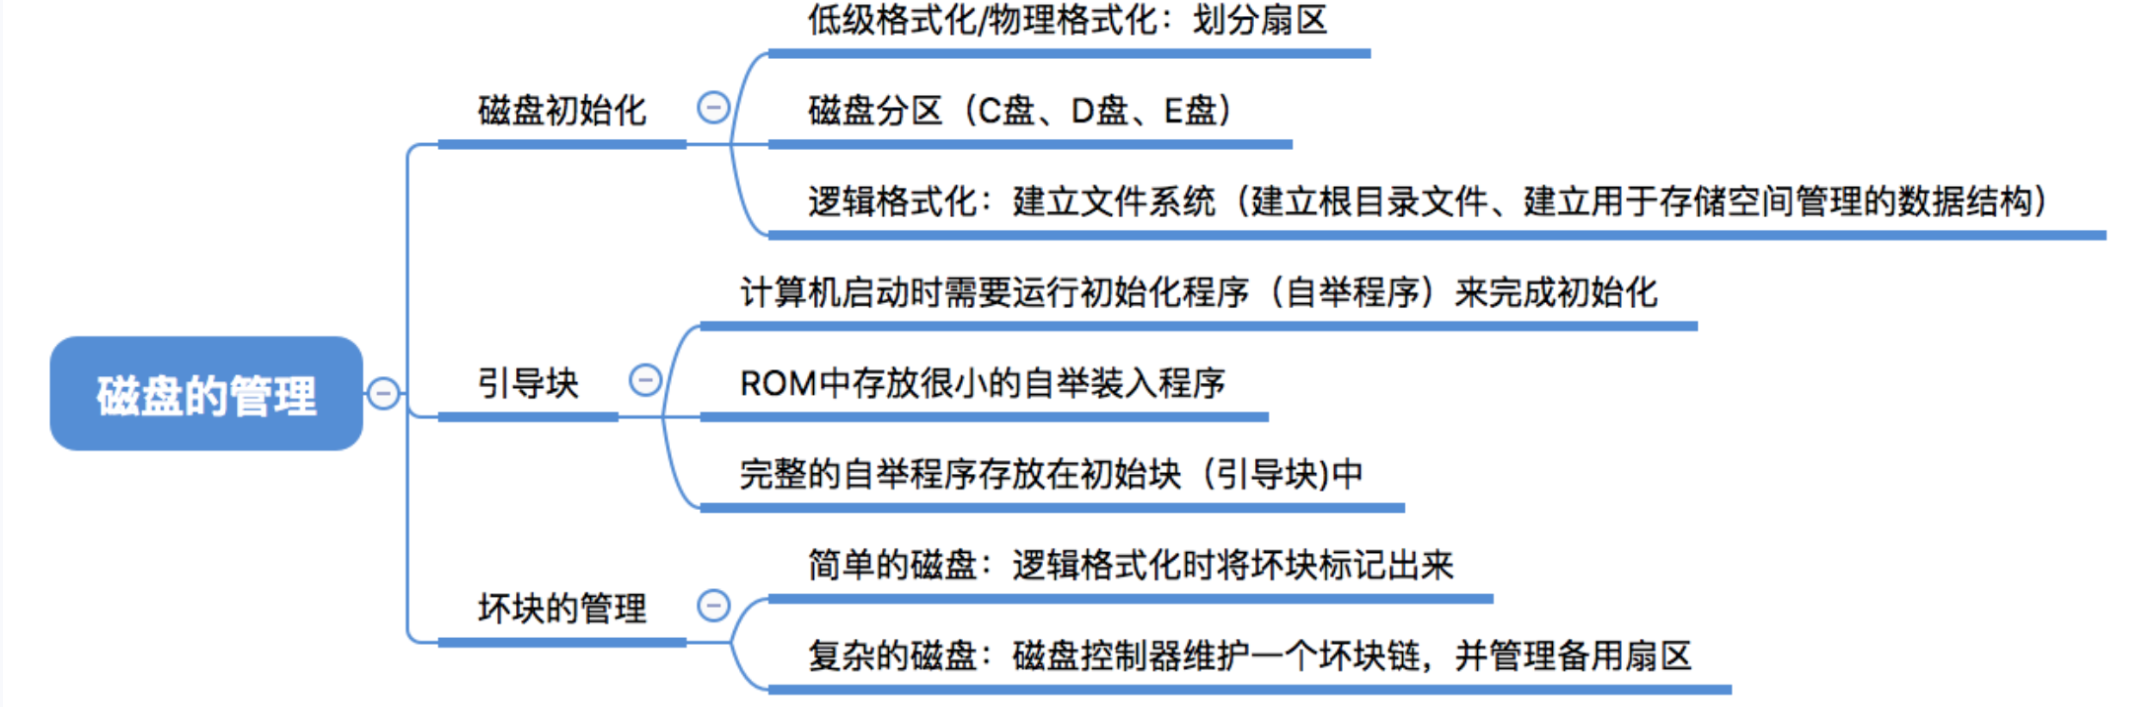 低级格式化/物理格式化：划分扇区
磁盘初始化
磁盘分区（C盘、D盘、E盘）
逻辑格式化：建立文件系统（建立根目录文件、建立用于存储空间管理的数据结构）
磁盘的管理
计算机启动时需要运行初始化程序（自举程序）来完成初始化
引导块
ROM中存放很小的自举装入程序
完整的自举程序存放在初始块（引导块)中
坏块的管理
简单的磁盘：逻辑格式化时将坏块标记出来
复杂的磁盘：磁盘控制器维护一个坏块链，并管理备用扇区